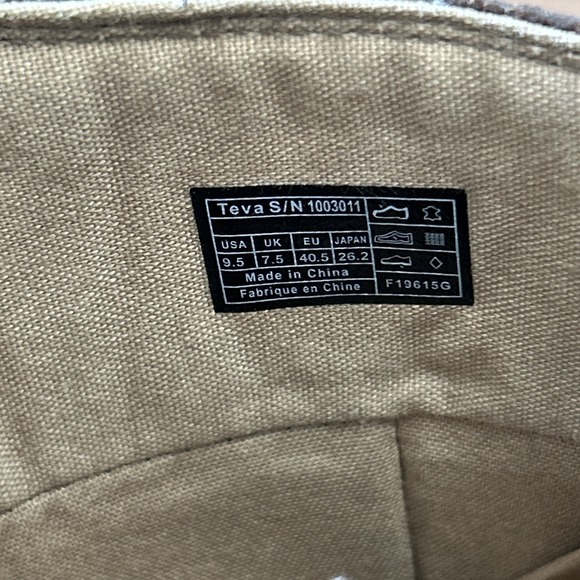 Teva S/N 1003011
USA UK EU JAPAN
9.5 7.5 40.5 26.2
Made in China
Fabrique en Chine
F19615G